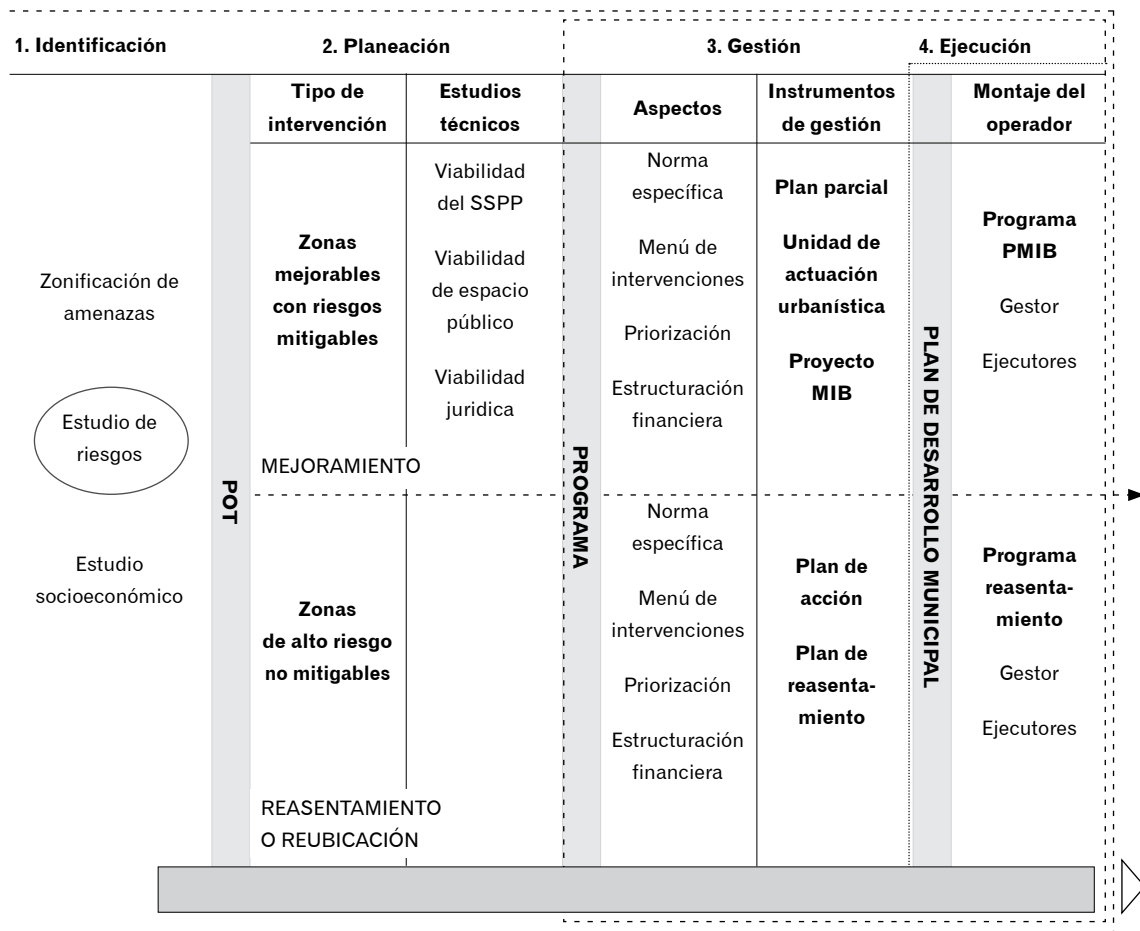 1. Identificación
2. Planeación
3. Gestión
4. Ejecución
Zonificación de
amenazas
Estudio de
riesgos
Estudio
socioeconómico
POT
Tipo de
intervención
Estudios
técnicos
Zonas
mejorables
con riesgos
mitigables
Viabilidad
del SSPP
Viabilidad
de espacio
público
Viabilidad
juridica
MEJORAMIENTO
Zonas
de alto riesgo
no mitigables
REASENTAMIENTO
O REUBICACIÓN
PROGRAMA
Aspectos
Instrumentos
de gestión
Norma
específica
Menú de
intervenciones
Priorización
Estructuración
financiera
Plan parcial
Unidad de
actuación
urbanística
Proyecto
MIB
Norma
específica
Menú de
intervenciones
Priorización
Estructuración
financiera
Plan de
acción
Plan de
reasenta-
miento
PLAN DE DESARROLLO MUNICIPAL
Montaje del
operador
Programa
PMIB
Gestor
Ejecutores
Programa
reasenta-
miento
Gestor
Ejecutores